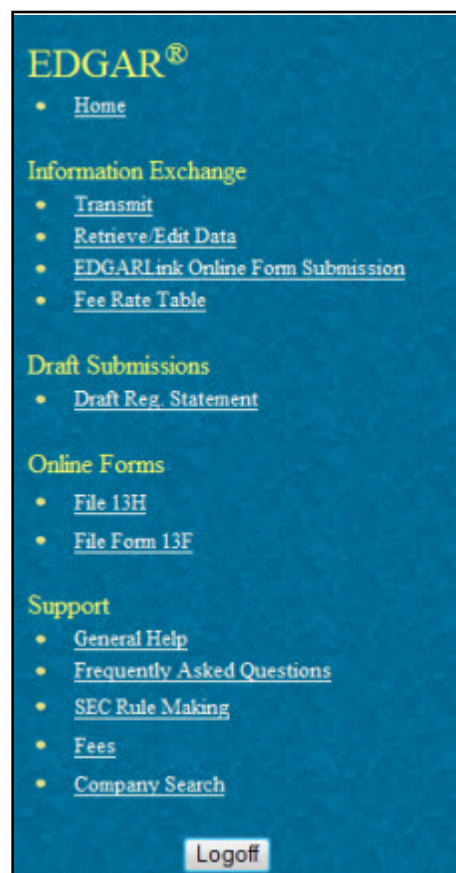 EDGAR®
Home
Information Exchange
Transmit
Retrieve/Edit Data
EDGARLink Online Form Submission
Fee Rate Table
Draft Submissions
Draft Reg. Statement
Online Forms
File 13H
File Form 13F
Support
General Help
Frequently Asked Questions
SEC Rule Making
Fees
Company Search
Logoff